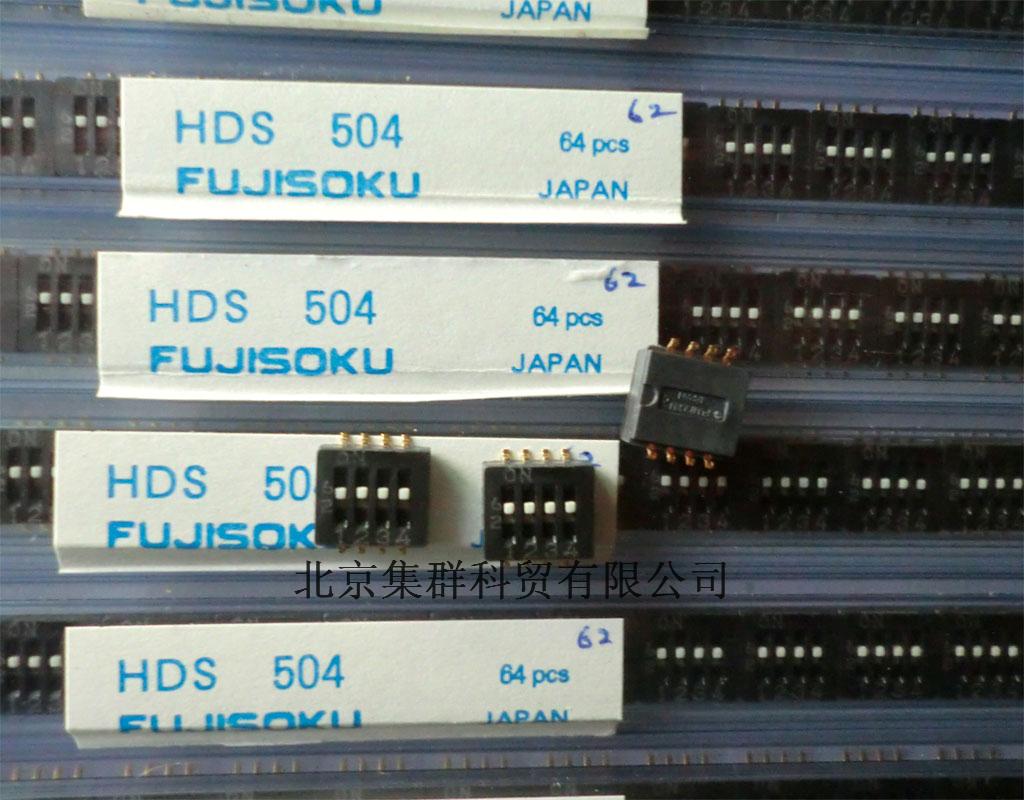 FUJISOKU JAPAN
HDS 504 64 pcs 62
FUJISOKU JAPAN
HDS 504 64 pcs 62
FUJISOKU JAPAN
HDS
FUJISOKU
ON
1 2 3 4
ON
1 2 3 4
北京集群科贸有限公司
HDS 504 64 pcs 62
FUJISOKU JAPAN